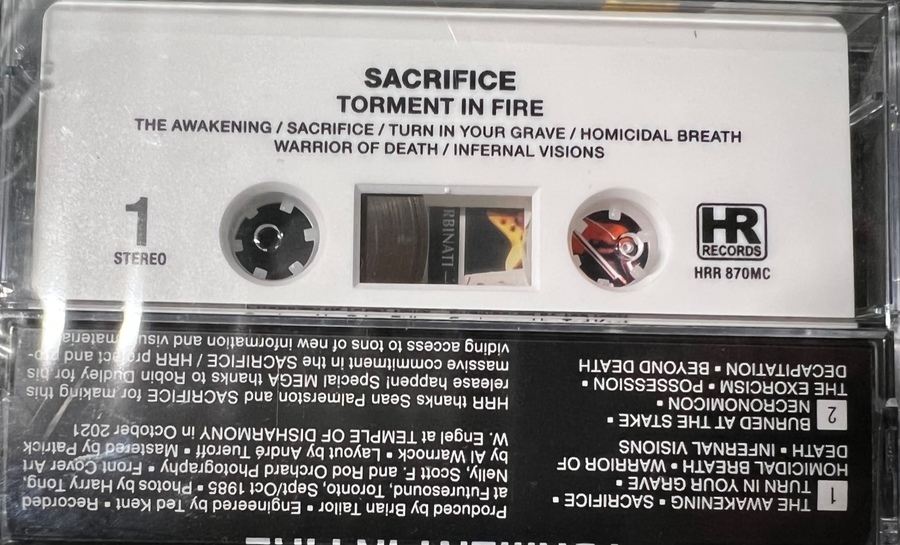 SACRIFICE
TORMENT IN FIRE
THE AWAKENING / SACRIFICE / TURN IN YOUR GRAVE / HOMICIDAL BREATH
WARRIOR OF DEATH / INFERNAL VISIONS
1
STEREO
RBINATI –
HR
RECORDS
HRR 870MC
1
THE AWAKENING ▪ SACRIFICE ▪
TURN IN YOUR GRAVE ▪
HOMICIDAL BREATH ▪ WARRIOR OF
DEATH ▪ INFERNAL VISIONS
2
BURNED AT THE STAKE ▪
NECRONOMICON ▪
THE EXORCISM ▪ POSSESSION ▪
DECAPITATION ▪ BEYOND DEATH
Produced by Brian Tailor ▪ Engineered by Ted Kent ▪ Recorded
at Futuresound, Toronto, Sept/Oct 1985 ▪ Photos by Harry Tong,
Nelly, Scott F. and Rod Orchard Photography ▪ Front Cover Art
by Al Warnock ▪ Layout by André Tueroff ▪ Mastered by Patrick
W. Engel at TEMPLE OF DISHARMONY in October 2021
HRR thanks Sean Palmerston and SACRIFICE for making this
release happen! Special MEGA thanks to Robin Dudley for his
massive commitment in the SACRIFICE / HRR project and pro-
viding access to tons of new information and visual material